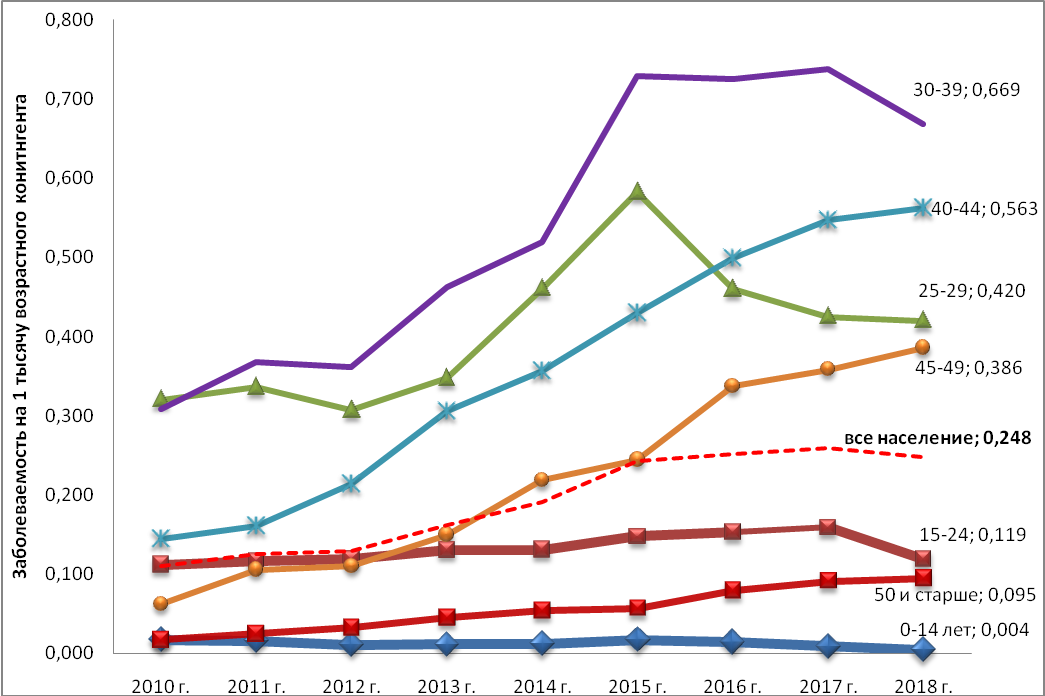 0,800
0,700
0,600
0,500
0,400
0,300
0,200
0,100
0,000
Заболеваемость на 1 тысячу возрастного конитнгента
30-39; 0,669
40-44; 0,563
25-29; 0,420
45-49; 0,386
все население; 0,248
15-24; 0,119
50 и старше; 0,095
0-14 лет; 0,004
2010 г. 2011 г. 2012 г. 2013 г. 2014 г. 2015 г. 2016 г. 2017 г. 2018 г.